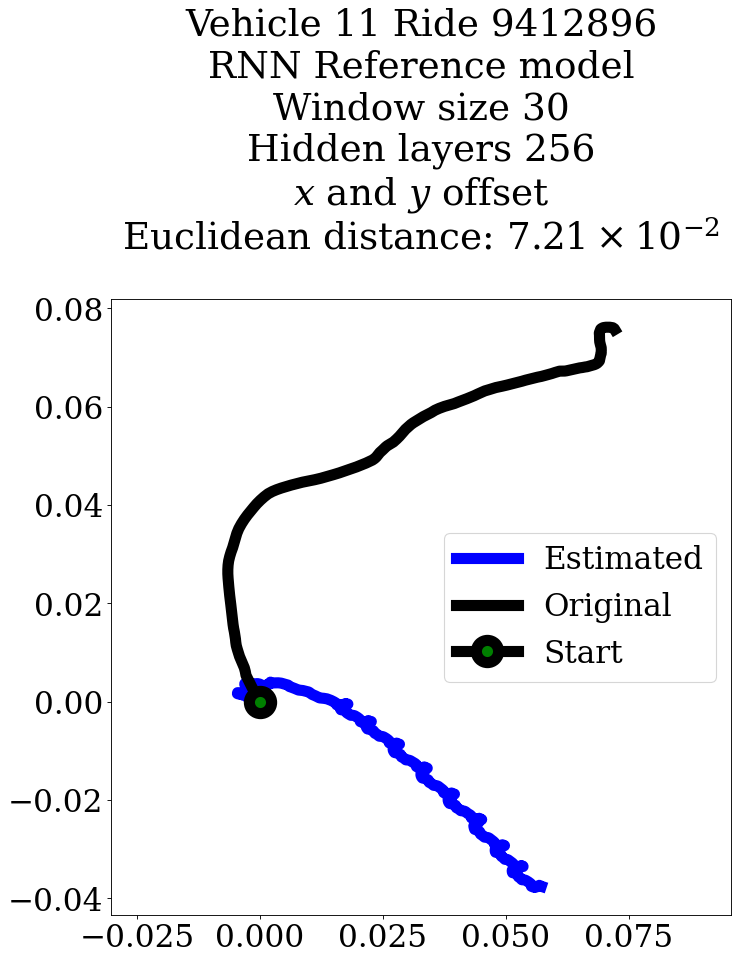 Vehicle 11 Ride 9412896
RNN Reference model
Window size 30
Hidden layers 256
x and y offset
Euclidean distance: 7.21 × 10⁻²
0.08
0.06
0.04
0.02
0.00
−0.02
−0.04
Estimated
Original
Start
−0.025 0.000 0.025 0.050 0.075